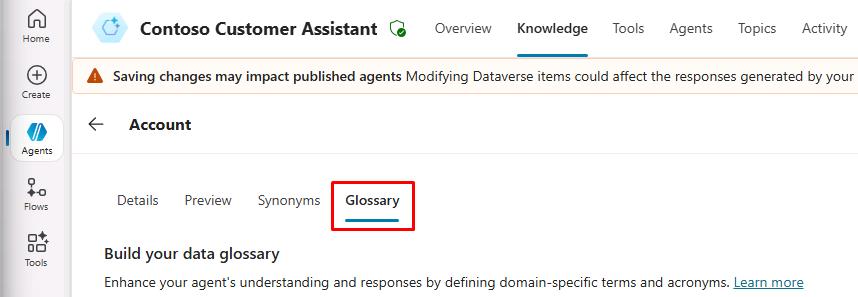 Home
Create
Agents
Flows
Tools
Contoso Customer Assistant Overview Knowledge Tools Agents Topics Activity
Saving changes may impact published agents Modifying Dataverse items could affect the responses generated by your
Account
Details Preview Synonyms Glossary
Build your data glossary
Enhance your agent's understanding and responses by defining domain-specific terms and acronyms. Learn more